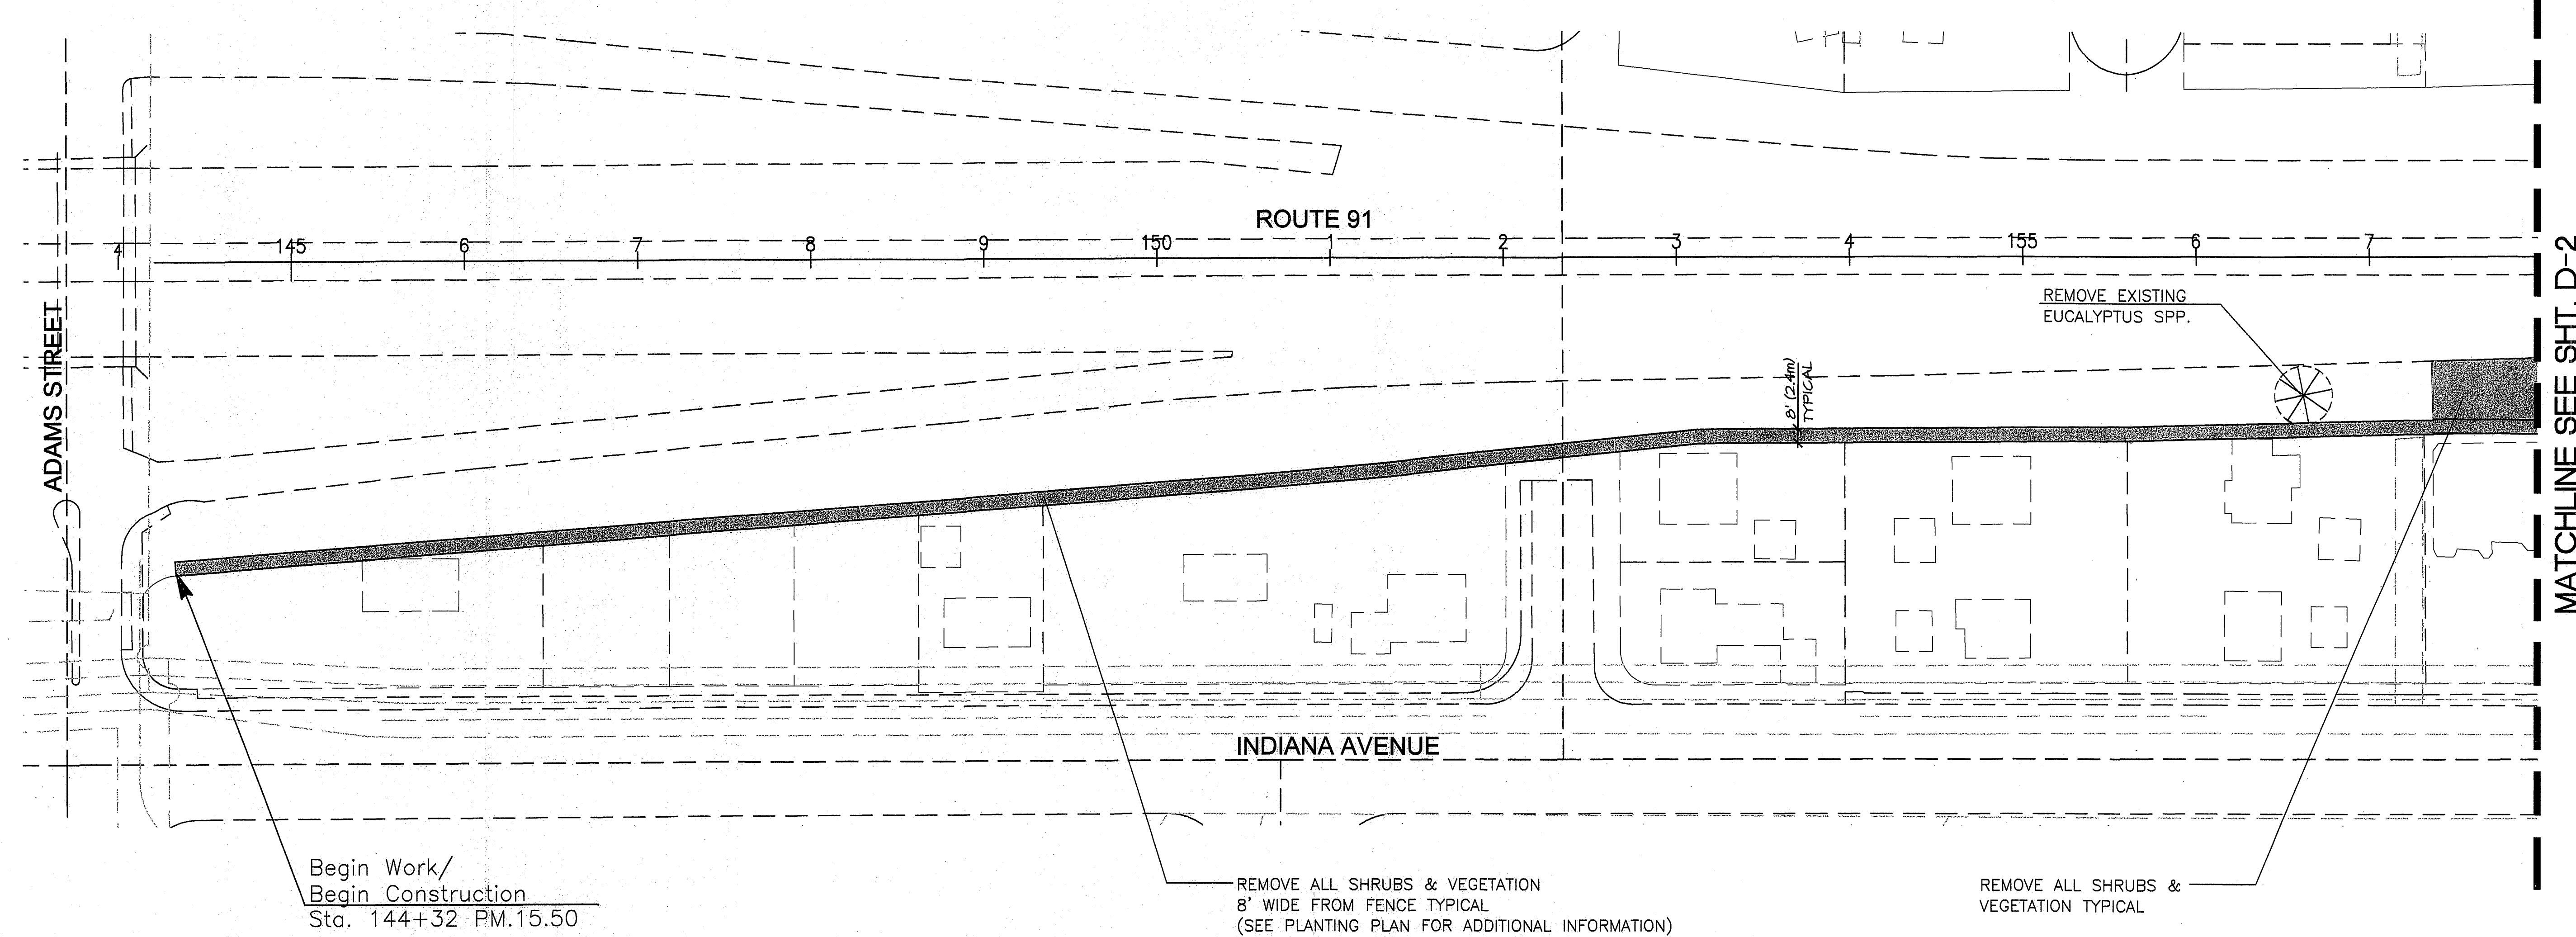 ROUTE 91
4 145 6 7 8 9 150 1 2 3 4 155 6 7
REMOVE EXISTING
EUCALYPTUS SPP.
8' (2.4m)
TYPICAL
ADAMS STREET
MATCHLINE SEE SHT. D-2
INDIANA AVENUE
Begin Work/
Begin Construction
Sta. 144+32 PM.15.50
REMOVE ALL SHRUBS & VEGETATION
8' WIDE FROM FENCE TYPICAL
(SEE PLANTING PLAN FOR ADDITIONAL INFORMATION)
REMOVE ALL SHRUBS &
VEGETATION TYPICAL